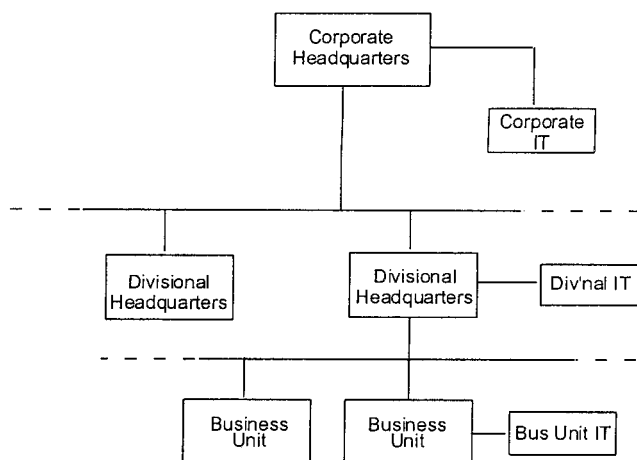 Corporate
Headquarters
Corporate
IT
Divisional
Headquarters
Divisional
Headquarters
Div'nal IT
Business
Unit
Business
Unit
Bus Unit IT